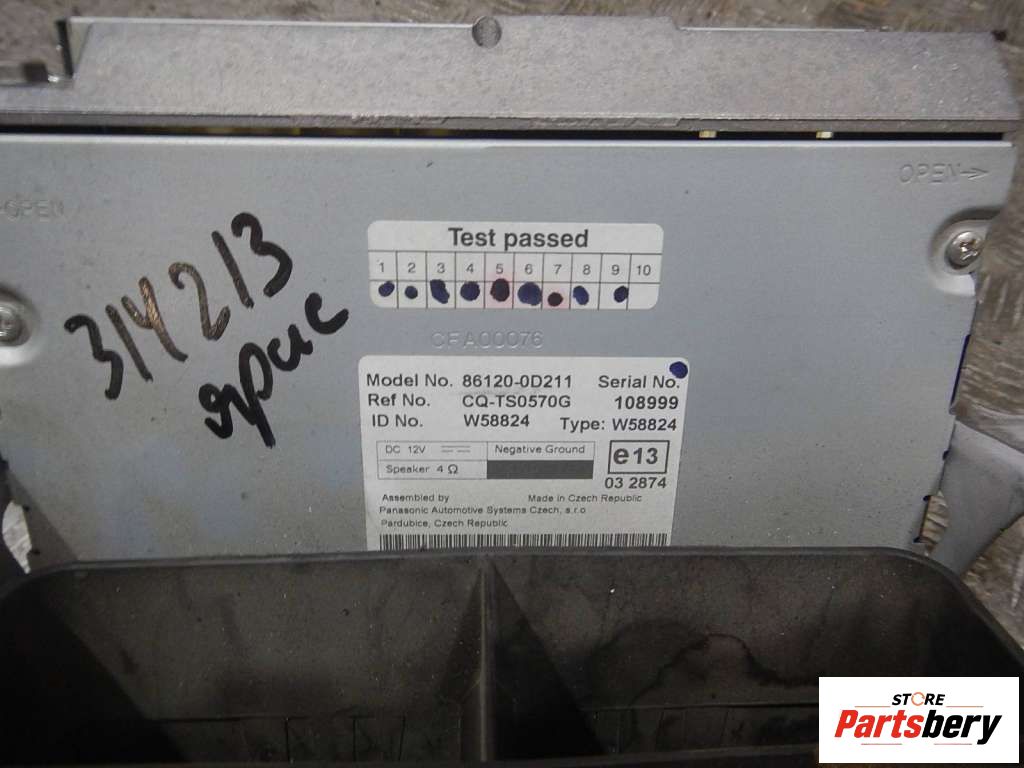 OPEN
OPEN
314213
ярис
Test passed
1 2 3 4 5 6 7 8 9 10
CFA00076
Model No. 86120-0D211 Serial No.
Ref No. CQ-TS0570G 108999
ID No. W58824 Type: W58824
DC 12V Negative Ground
Speaker 4 Ω
e13
03 2874
Assembled by Made in Czech Republic
Panasonic Automotive Systems Czech, s.r.o
Pardubice, Czech Republic
STORE
Partsbery